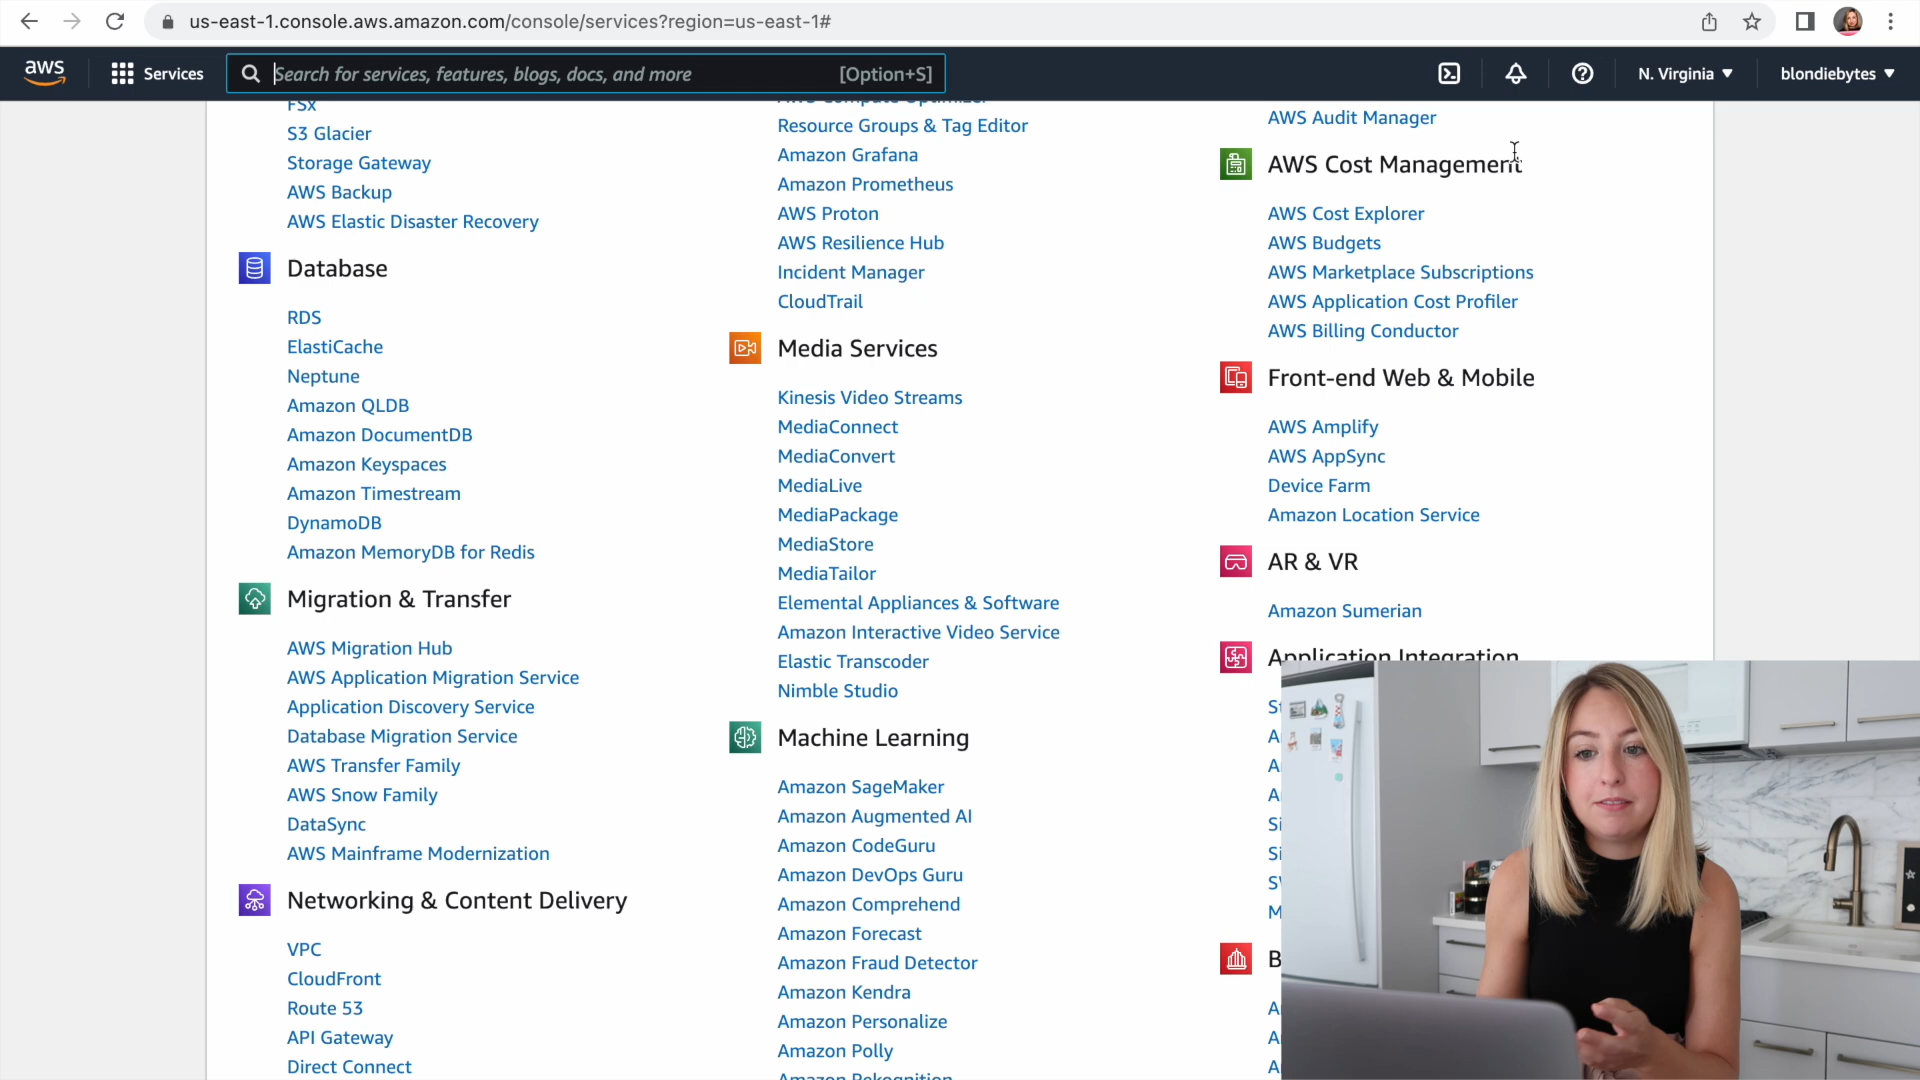 us-east-1.console.aws.amazon.com/console/services?region=us-east-1#
aws
Services
Search for services, features, blogs, docs, and more
[Option+S]
N. Virginia
blondiebytes
FSx
S3 Glacier
Storage Gateway
AWS Backup
AWS Elastic Disaster Recovery
Database
RDS
ElastiCache
Neptune
Amazon QLDB
Amazon DocumentDB
Amazon Keyspaces
Amazon Timestream
DynamoDB
Amazon MemoryDB for Redis
Migration & Transfer
AWS Migration Hub
AWS Application Migration Service
Application Discovery Service
Database Migration Service
AWS Transfer Family
AWS Snow Family
DataSync
AWS Mainframe Modernization
Networking & Content Delivery
VPC
CloudFront
Route 53
API Gateway
Direct Connect
AWS Compute Optimizer
Resource Groups & Tag Editor
Amazon Grafana
Amazon Prometheus
AWS Proton
AWS Resilience Hub
Incident Manager
CloudTrail
Media Services
Kinesis Video Streams
MediaConnect
MediaConvert
MediaLive
MediaPackage
MediaStore
MediaTailor
Elemental Appliances & Software
Amazon Interactive Video Service
Elastic Transcoder
Nimble Studio
Machine Learning
Amazon SageMaker
Amazon Augmented AI
Amazon CodeGuru
Amazon DevOps Guru
Amazon Comprehend
Amazon Forecast
Amazon Fraud Detector
Amazon Kendra
Amazon Personalize
Amazon Polly
Amazon Rekognition
AWS Audit Manager
AWS Cost Management
AWS Cost Explorer
AWS Budgets
AWS Marketplace Subscriptions
AWS Application Cost Profiler
AWS Billing Conductor
Front-end Web & Mobile
AWS Amplify
AWS AppSync
Device Farm
Amazon Location Service
AR & VR
Amazon Sumerian
Application Integration